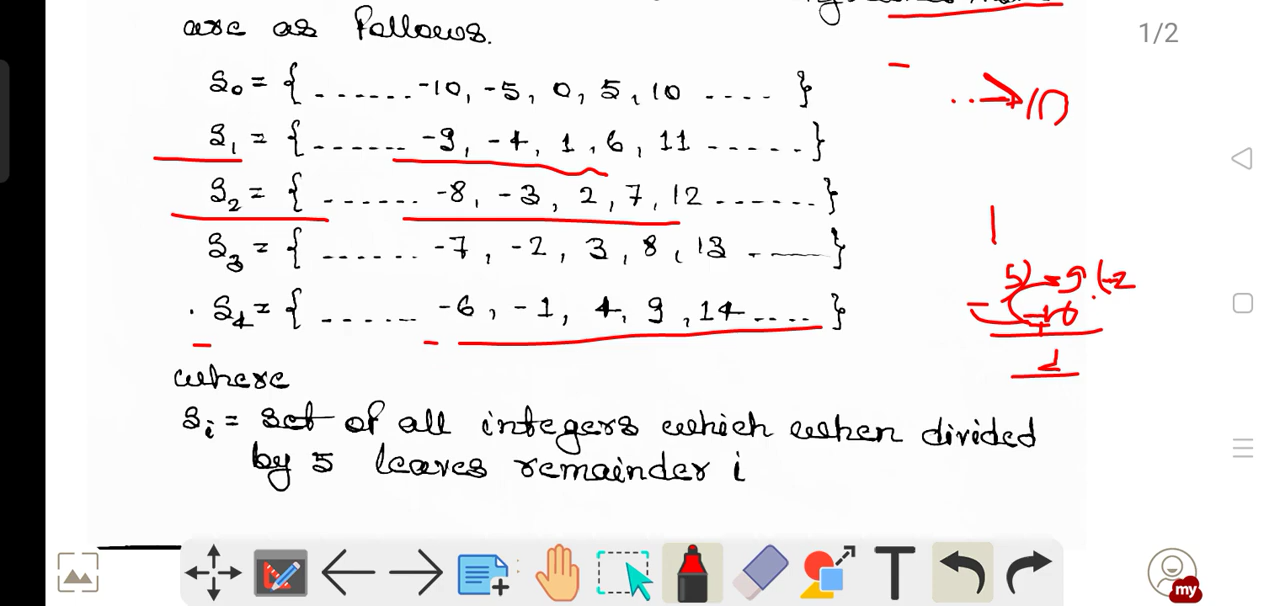 are as follows.
1/2
S₀ = { ....... -10, -5, 0, 5, 10 .... }
10
S₁ = { ....... -9, -4, 1, 6, 11 ----- }
S₂ = { ....... -8, -3, 2, 7, 12 ....... }
S₃ = { ...... -7, -2, 3, 8, 13 ------ }
S₄ = { ...... -6, -1, 4, 9, 14 .... }
where
Sᵢ = set of all integers which when divided
by 5 leaves remainder i
T
my